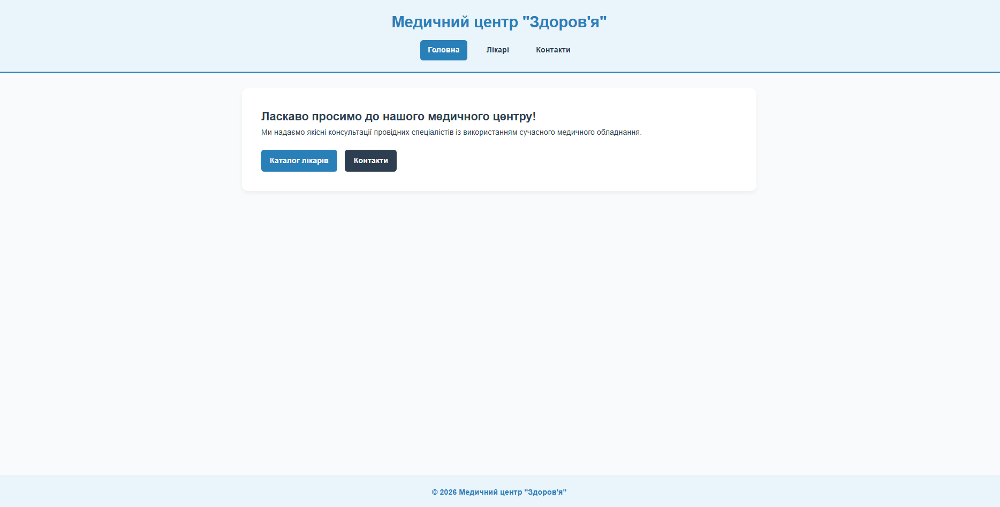 Медичний центр "Здоров'я"
Головна Лікарі Контакти
Ласкаво просимо до нашого медичного центру!
Ми надаємо якісні консультації провідних спеціалістів із використанням сучасного медичного обладнання.
Каталог лікарів Контакти
© 2026 Медичний центр "Здоров'я"